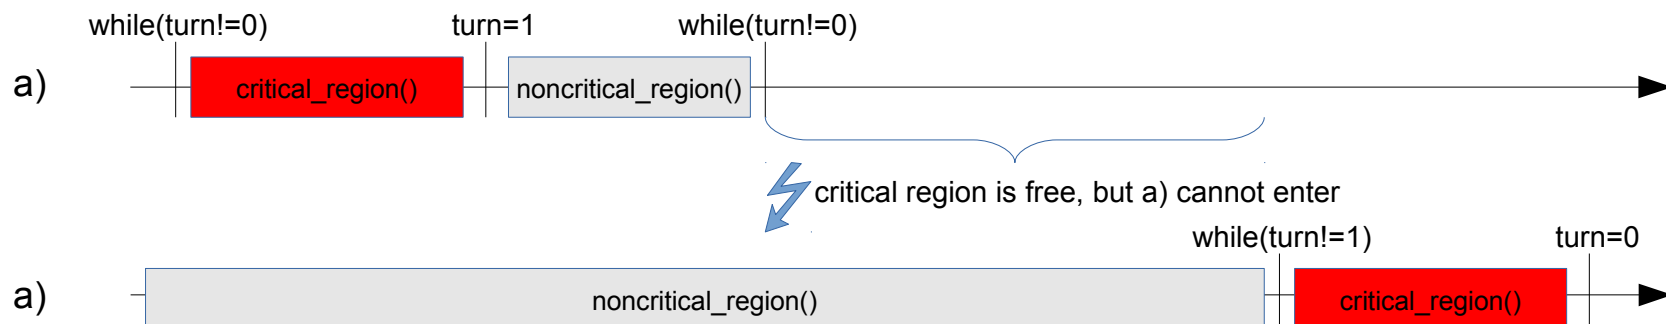 while(turn!=0) turn=1 while(turn!=0)
a) critical_region() noncritical_region()
critical region is free, but a) cannot enter
while(turn!=1) turn=0
a) noncritical_region() critical_region()